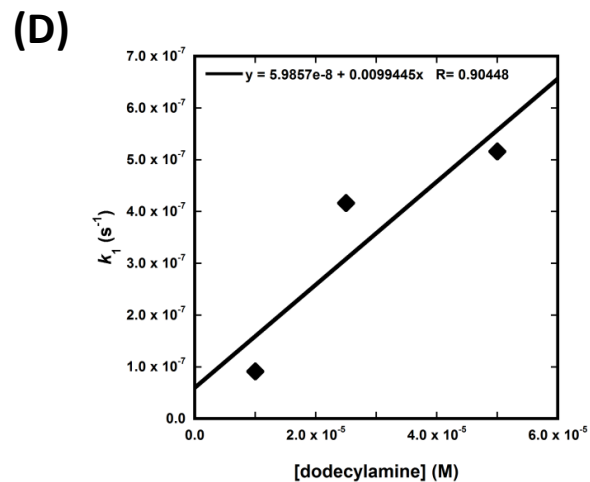 (D)
7.0 x 10⁻⁷
y = 5.9857e-8 + 0.0099445x R= 0.90448
6.0 x 10⁻⁷
5.0 x 10⁻⁷
4.0 x 10⁻⁷
3.0 x 10⁻⁷
2.0 x 10⁻⁷
1.0 x 10⁻⁷
0.0
k₁ (s⁻¹)
0.0 2.0 x 10⁻⁵ 4.0 x 10⁻⁵ 6.0 x 10⁻⁵
[dodecylamine] (M)